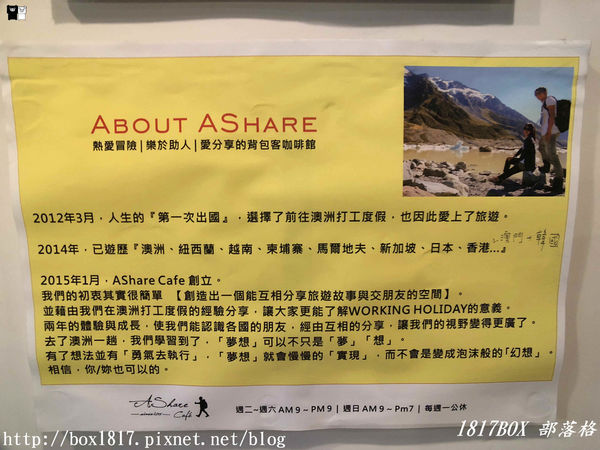 ABOUT ASHARE
熱愛冒險|樂於助人|愛分享的背包客咖啡館
2012年3月，人生的『第一次出國』，選擇了前往澳洲打工度假，也因此愛上了旅遊。
2014年，已遊歷『澳洲、紐西蘭、越南、柬埔寨、馬爾地夫、新加坡、日本、香港...』
2015年1月，AShare Cafe 創立。
我們的初衷其實很簡單 【創造出一個能互相分享旅遊故事與交朋友的空間】。
並藉由我們在澳洲打工度假的經驗分享，讓大家更能了解WORKING HOLIDAY的意義。
兩年的體驗與成長，使我們能認識各國的朋友，經由互相的分享，讓我們的視野變得更廣了。
去了澳洲一趟，我們學習到了，「夢想」可以不只是「夢」「想」。
有了想法並有「勇氣去執行」，「夢想」就會慢慢的「實現」，而不會是變成泡沫般的「幻想」。
相信，你/妳也可以的。
AShare
Café
週二~週六 AM 9 ~ PM 9 | 週日 AM 9 ~ Pm7 | 每週一公休
1817BOX 部落格
http://box1817.pixnet.net/blog